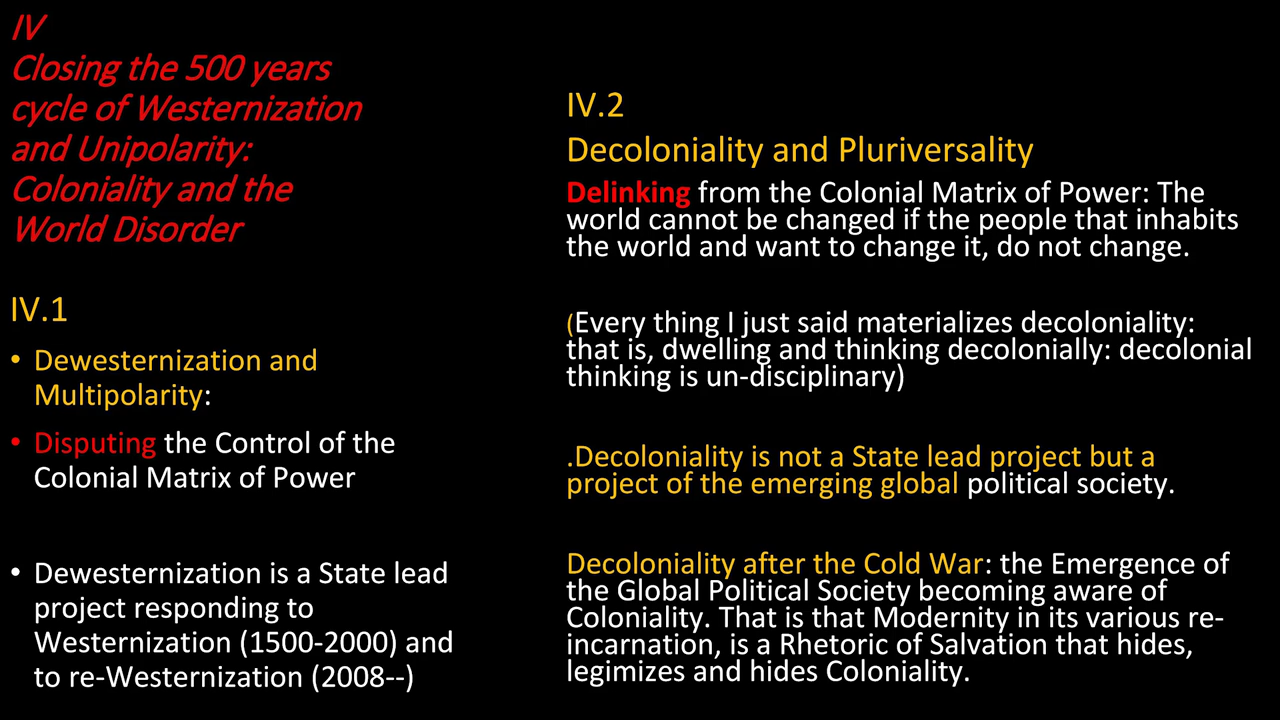 IV
Closing the 500 years
cycle of Westernization
and Unipolarity:
Coloniality and the
World Disorder
IV.1
• Dewesternization and
Multipolarity:
• Disputing the Control of the
Colonial Matrix of Power
• Dewesternization is a State lead
project responding to
Westernization (1500-2000) and
to re-Westernization (2008--)
IV.2
Decoloniality and Pluriversality
Delinking from the Colonial Matrix of Power: The
world cannot be changed if the people that inhabits
the world and want to change it, do not change.
(Every thing I just said materializes decoloniality:
that is, dwelling and thinking decolonially: decolonial
thinking is un-disciplinary)
.Decoloniality is not a State lead project but a
project of the emerging global political society.
Decoloniality after the Cold War: the Emergence of
the Global Political Society becoming aware of
Coloniality. That is that Modernity in its various re-
incarnation, is a Rhetoric of Salvation that hides,
legimizes and hides Coloniality.